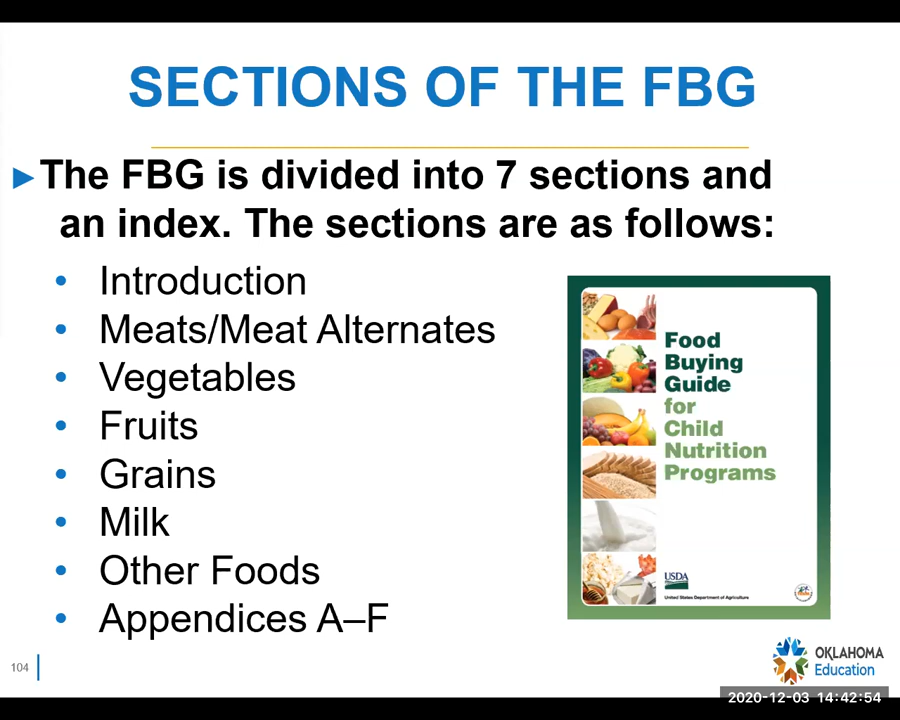 SECTIONS OF THE FBG
The FBG is divided into 7 sections and
an index. The sections are as follows:
Introduction
Meats/Meat Alternates
Vegetables
Fruits
Grains
Milk
Other Foods
Appendices A–F
Food
Buying
Guide
for
Child
Nutrition
Programs
USDA
United States Department of Agriculture
104
OKLAHOMA
Education
2020-12-03 14:42:54